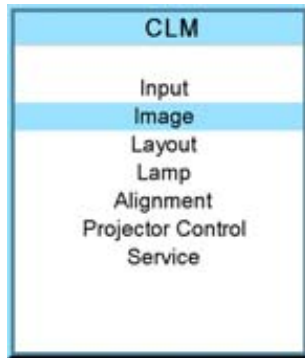 CLM
Input
Image
Layout
Lamp
Alignment
Projector Control
Service